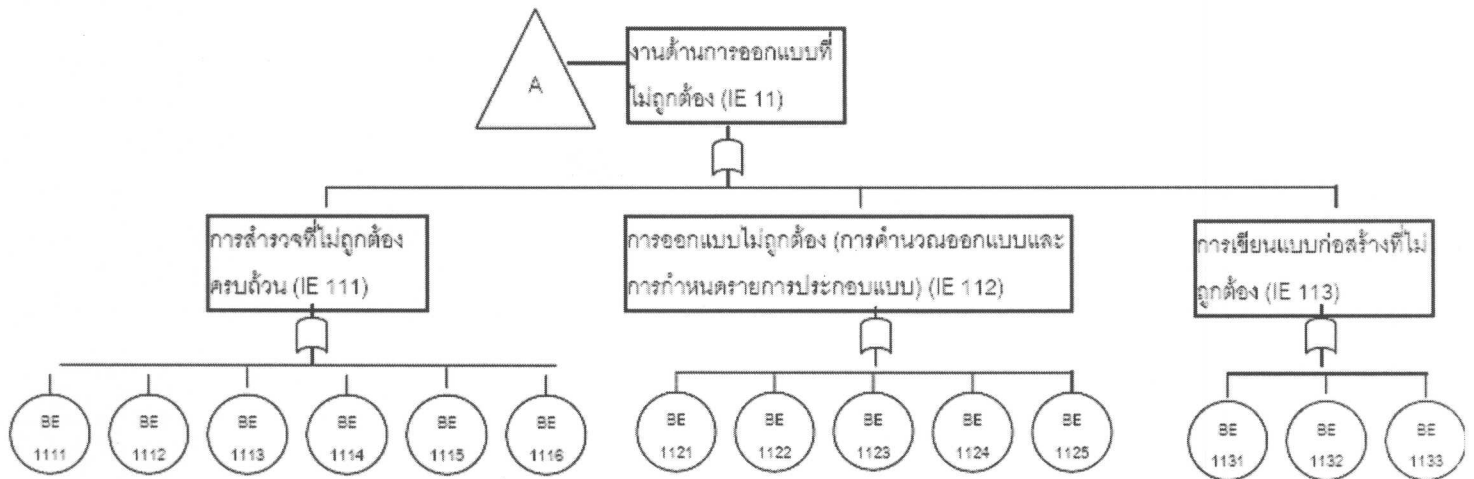 A
งานด้านการออกแบบที่
ไม่ถูกต้อง (IE 11)
การสำรวจที่ไม่ถูกต้อง
ครบถ้วน (IE 111)
การออกแบบไม่ถูกต้อง (การคำนวณออกแบบและ
การกำหนดรายการประกอบแบบ) (IE 112)
การเขียนแบบก่อสร้างที่ไม่
ถูกต้อง (IE 113)
BE
1111
BE
1112
BE
1113
BE
1114
BE
1115
BE
1116
BE
1121
BE
1122
BE
1123
BE
1124
BE
1125
BE
1131
BE
1132
BE
1133